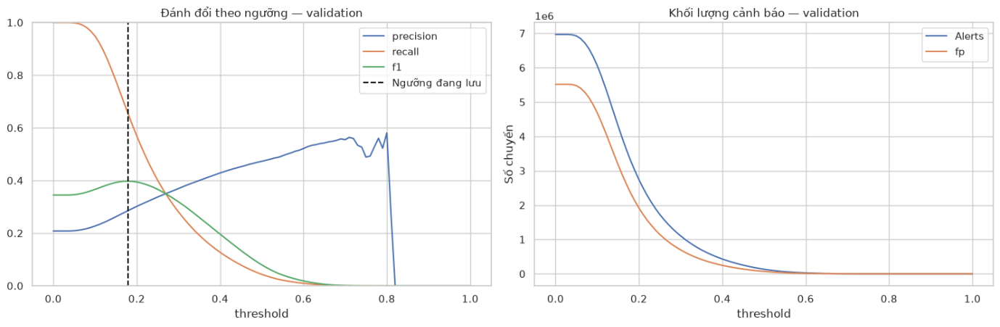 Đánh đổi theo ngưỡng — validation
1.0
0.8
0.6
0.4
0.2
0.0
precision
recall
f1
Ngưỡng đang lưu
0.0 0.2 0.4 0.6 0.8 1.0
threshold
Khối lượng cảnh báo — validation
1e6
7
6
5
4
3
2
1
0
Số chuyến
Alerts
fp
0.0 0.2 0.4 0.6 0.8 1.0
threshold